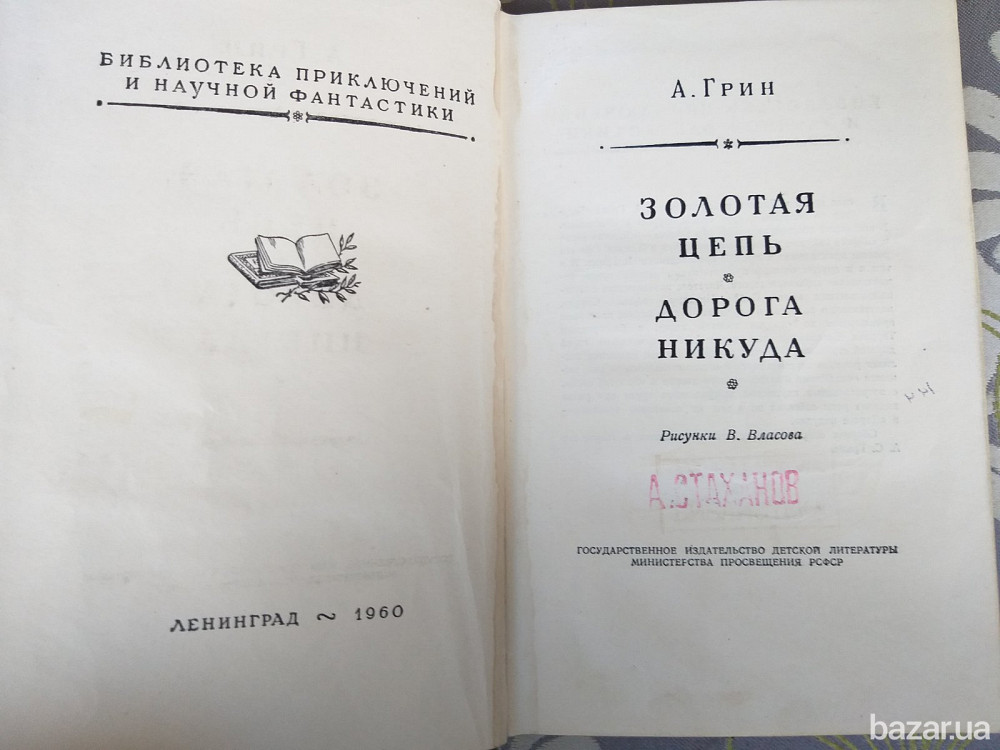 БИБЛИОТЕКА ПРИКЛЮЧЕНИЙ
И НАУЧНОЙ ФАНТАСТИКИ
ЛЕНИНГРАД ~ 1960
А. ГРИН
ЗОЛОТАЯ
ЦЕПЬ
ДОРОГА
НИКУДА
Рисунки В. Власова
А.СТАХАНОВ
ГОСУДАРСТВЕННОЕ ИЗДАТЕЛЬСТВО ДЕТСКОЙ ЛИТЕРАТУРЫ
МИНИСТЕРСТВА ПРОСВЕЩЕНИЯ РСФСР
bazar.ua